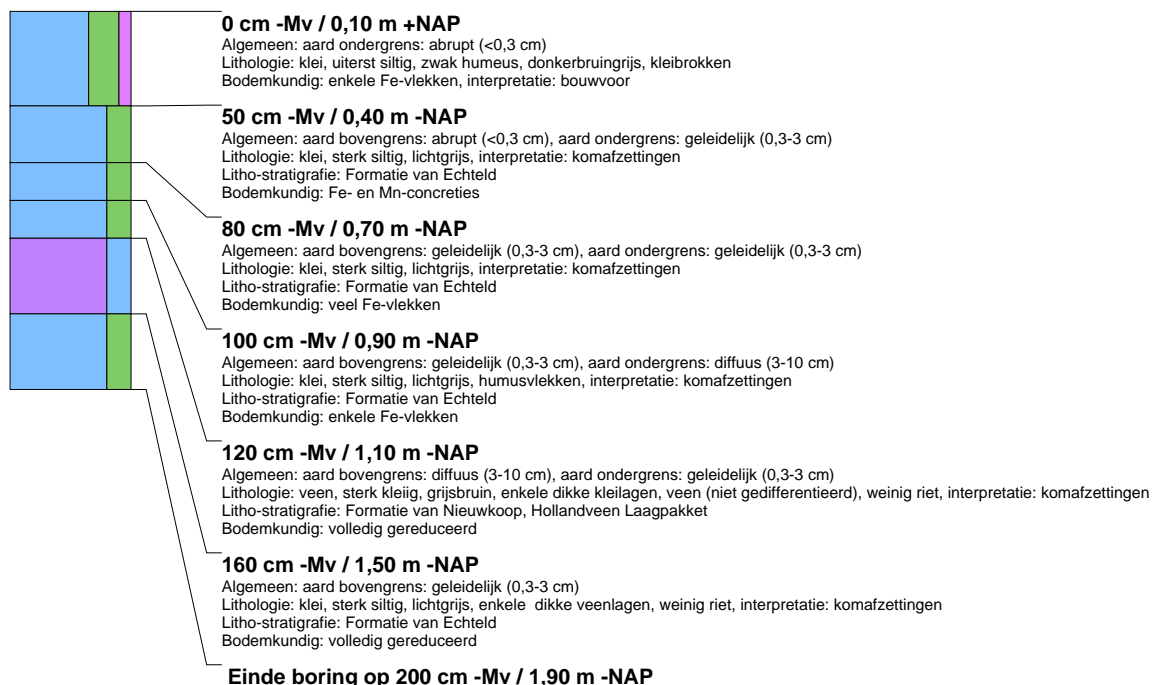 0 cm -Mv / 0,10 m +NAP
Algemeen: aard ondergrens: abrupt (<0,3 cm)
Lithologie: klei, uiterst siltig, zwak humeus, donkerbruingrijs, kleibrokken
Bodemkundig: enkele Fe-vlekken, interpretatie: bouwvoor
50 cm -Mv / 0,40 m -NAP
Algemeen: aard bovengrens: abrupt (<0,3 cm), aard ondergrens: geleidelijk (0,3-3 cm)
Lithologie: klei, sterk siltig, lichtgrijs, interpretatie: komafzettingen
Litho-stratigrafie: Formatie van Echteld
Bodemkundig: Fe- en Mn-concreties
80 cm -Mv / 0,70 m -NAP
Algemeen: aard bovengrens: geleidelijk (0,3-3 cm), aard ondergrens: geleidelijk (0,3-3 cm)
Lithologie: klei, sterk siltig, lichtgrijs, interpretatie: komafzettingen
Litho-stratigrafie: Formatie van Echteld
Bodemkundig: veel Fe-vlekken
100 cm -Mv / 0,90 m -NAP
Algemeen: aard bovengrens: geleidelijk (0,3-3 cm), aard ondergrens: diffuus (3-10 cm)
Lithologie: klei, sterk siltig, lichtgrijs, humusvlekken, interpretatie: komafzettingen
Litho-stratigrafie: Formatie van Echteld
Bodemkundig: enkele Fe-vlekken
120 cm -Mv / 1,10 m -NAP
Algemeen: aard bovengrens: diffuus (3-10 cm), aard ondergrens: geleidelijk (0,3-3 cm)
Lithologie: veen, sterk kleiig, grijsbruin, enkele dikke kleilagen, veen (niet gedifferentieerd), weinig riet, interpretatie: komafzettingen
Litho-stratigrafie: Formatie van Nieuwkoop, Hollandveen Laagpakket
Bodemkundig: volledig gereduceerd
160 cm -Mv / 1,50 m -NAP
Algemeen: aard bovengrens: geleidelijk (0,3-3 cm)
Lithologie: klei, sterk siltig, lichtgrijs, enkele dikke veenlagen, weinig riet, interpretatie: komafzettingen
Litho-stratigrafie: Formatie van Echteld
Bodemkundig: volledig gereduceerd
Einde boring op 200 cm -Mv / 1,90 m -NAP